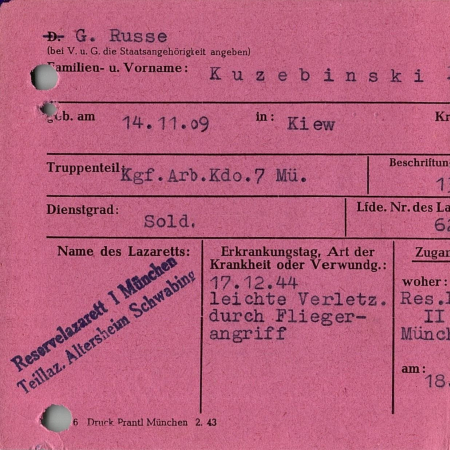 D. G. Russe
(bei V. u. G. die Staatsangehörigkeit angeben)
Familien- u. Vorname: Kuzebinski
geb. am 14.11.09 in: Kiew
Truppenteil: Kgf.Arb.Kdo.7 Mü.
Beschriftun
Dienstgrad: Sold.
Lfde. Nr. des La
Name des Lazaretts:
Reservelazarett 1 München
Teillaz. Altersheim Schwabing
Erkrankungstag, Art der
Krankheit oder Verwundg.:
17.12.44
leichte Verletz.
durch Flieger-
angriff
Zugan
woher:
Res.
II
Münc
am:
18
6 Druck Prantl München 2. 43